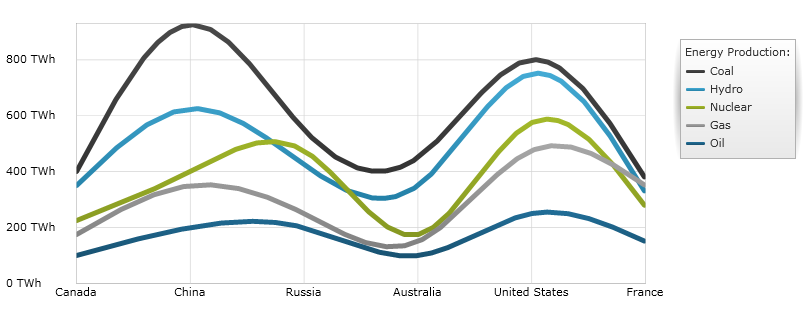 800 TWh
600 TWh
400 TWh
200 TWh
0 TWh
Canada China Russia Australia United States France
Energy Production:
Coal
Hydro
Nuclear
Gas
Oil